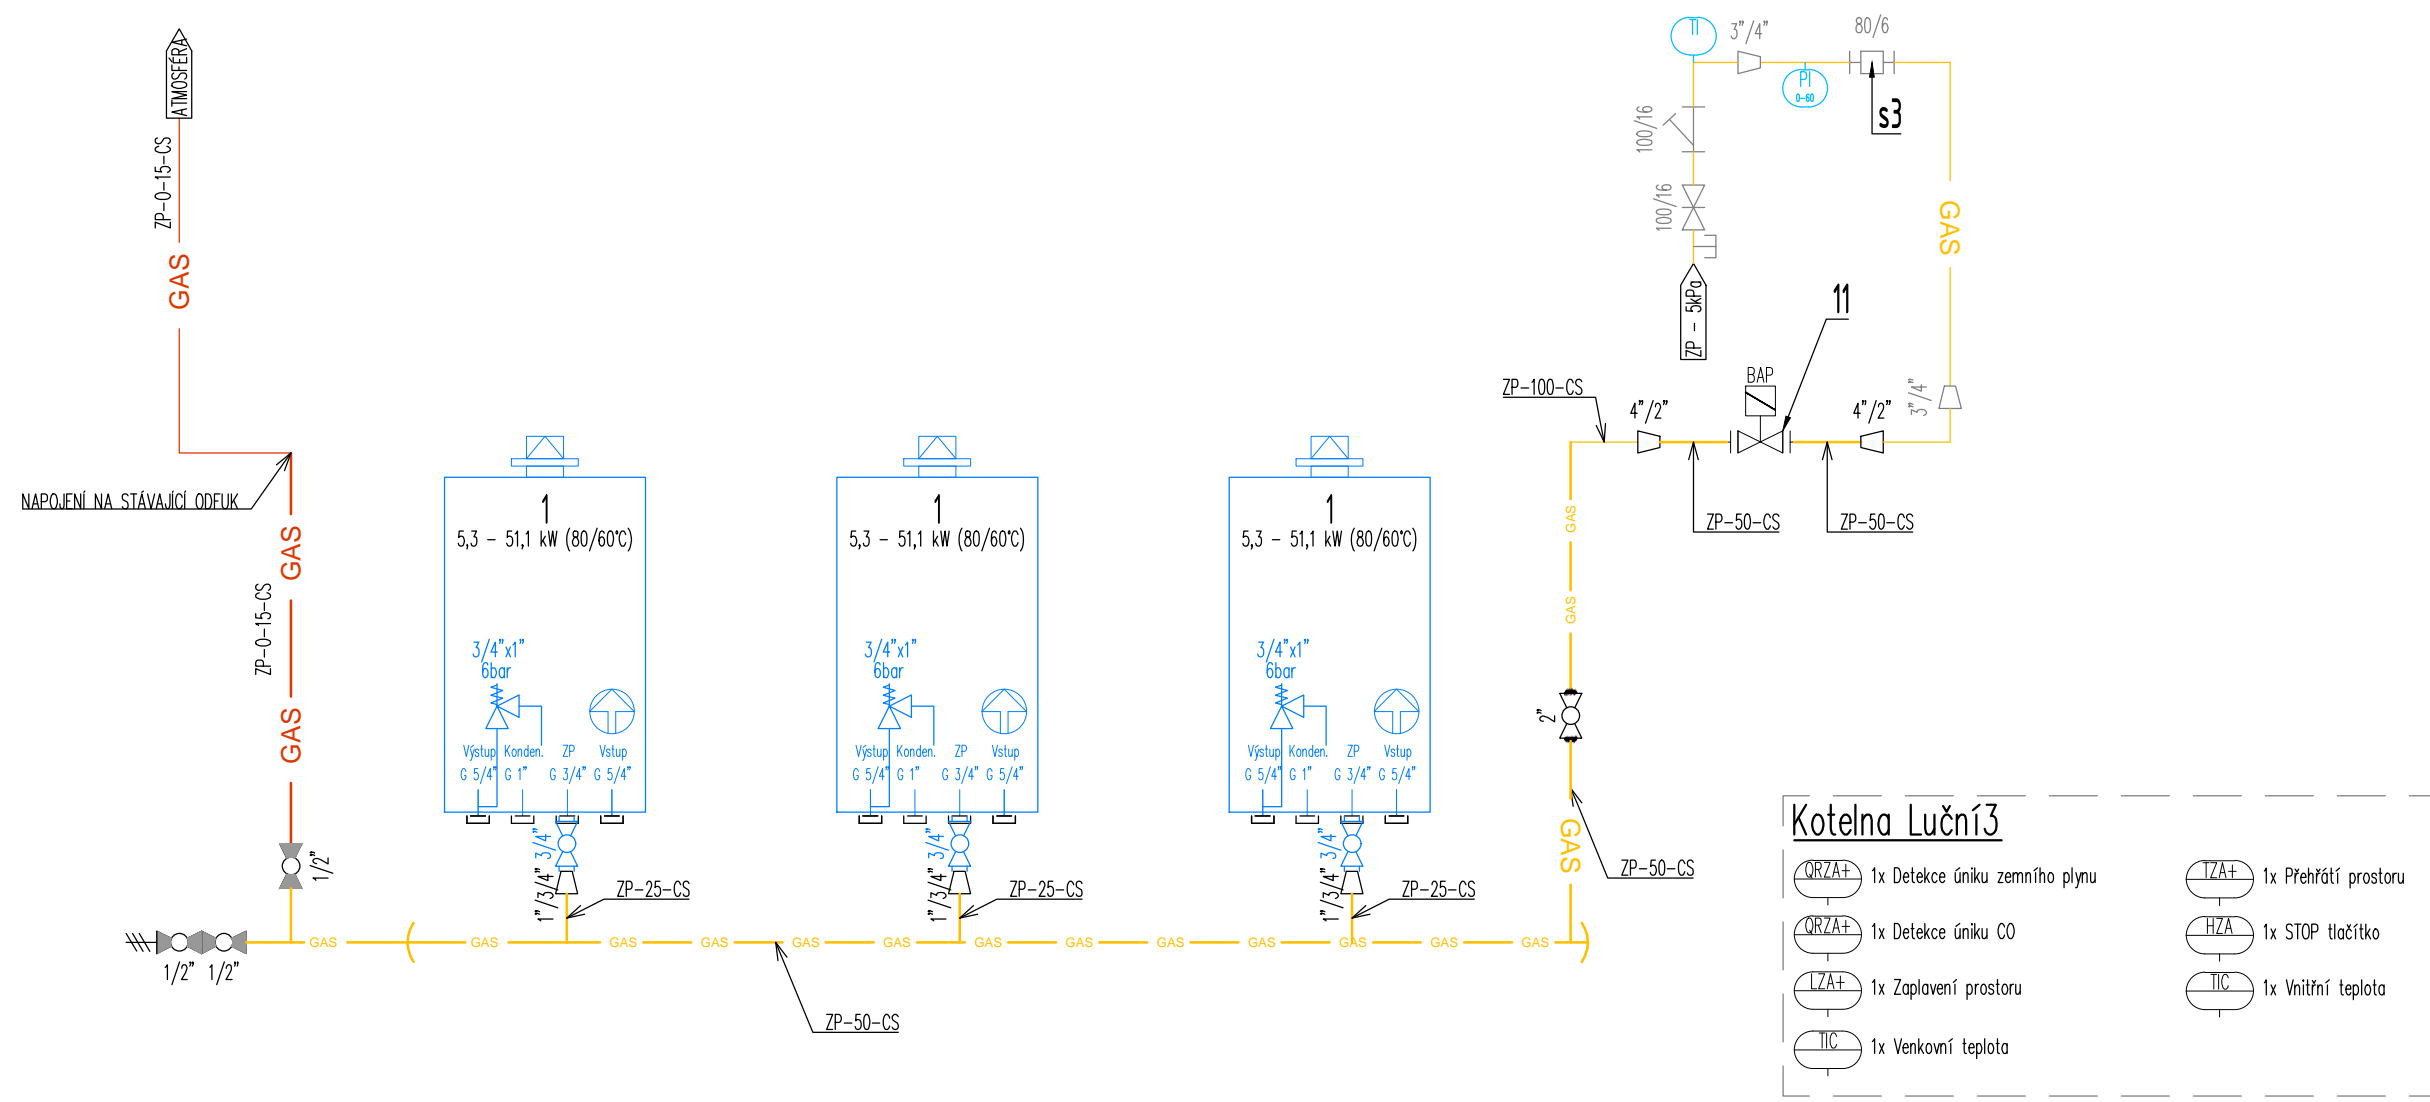 ATMOSFÉRA
ZP-0-15-CS
GAS
NAPOJENÍ NA STÁVAJÍCÍ ODFUK
GAS
ZP-0-15-CS
GAS
1/2"
1/2"
1/2"
GAS
1
5,3 - 51,1 kW (80/60°C)
3/4"x1"
6bar
Výstup
Konden.
ZP
Vstup
G 5/4"
G 1"
G 3/4"
G 5/4"
3/4"
1"/3/4"
ZP-25-CS
1
5,3 - 51,1 kW (80/60°C)
3/4"x1"
6bar
Výstup
Konden.
ZP
Vstup
G 5/4"
G 1"
G 3/4"
G 5/4"
3/4"
1"/3/4"
ZP-25-CS
1
5,3 - 51,1 kW (80/60°C)
3/4"x1"
6bar
Výstup
Konden.
ZP
Vstup
G 5/4"
G 1"
G 3/4"
G 5/4"
3/4"
1"/3/4"
ZP-25-CS
GAS
GAS
GAS
GAS
GAS
GAS
GAS
GAS
GAS
GAS
GAS
GAS
ZP-50-CS
TI
3"/4"
80/6
PI
0-60
s3
100/16
100/16
ZP - 5kPa
GAS
11
BAP
ZP-100-CS
4"/2"
4"/2"
3"/4"
ZP-50-CS
ZP-50-CS
GAS
GAS
2"
GAS
ZP-50-CS
Kotelna Luční3
QRZA+
1x Detekce úniku zemního plynu
TZA+
1x Přehřátí prostoru
QRZA+
1x Detekce úniku CO
HZA
1x STOP tlačítko
LZA+
1x Zaplavení prostoru
TIC
1x Vnitřní teplota
TIC
1x Venkovní teplota